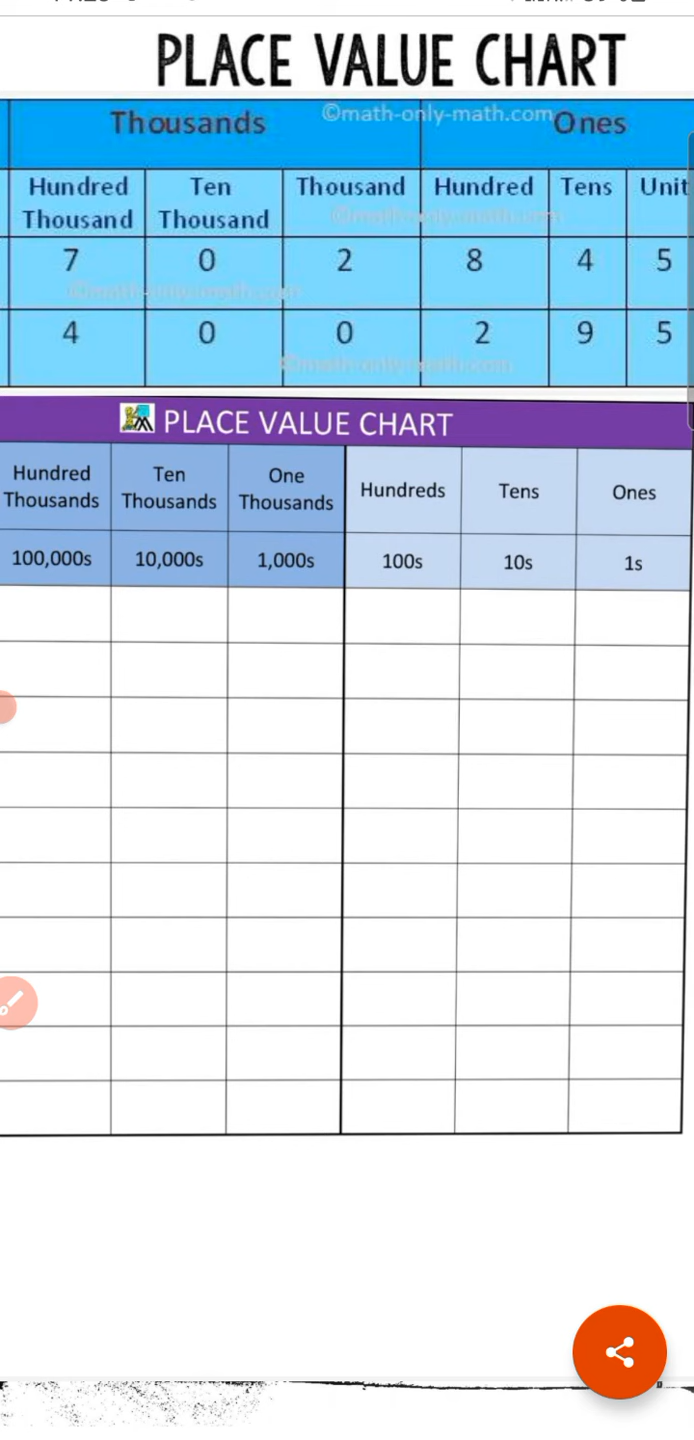 PLACE VALUE CHART
©math-only-math.com
Thousands Ones
Hundred Thousand Ten Thousand Thousand Hundred Tens Unit
7 0 2 8 4 5
4 0 0 2 9 5
PLACE VALUE CHART
Hundred Thousands Ten Thousands One Thousands Hundreds Tens Ones
100,000s 10,000s 1,000s 100s 10s 1s